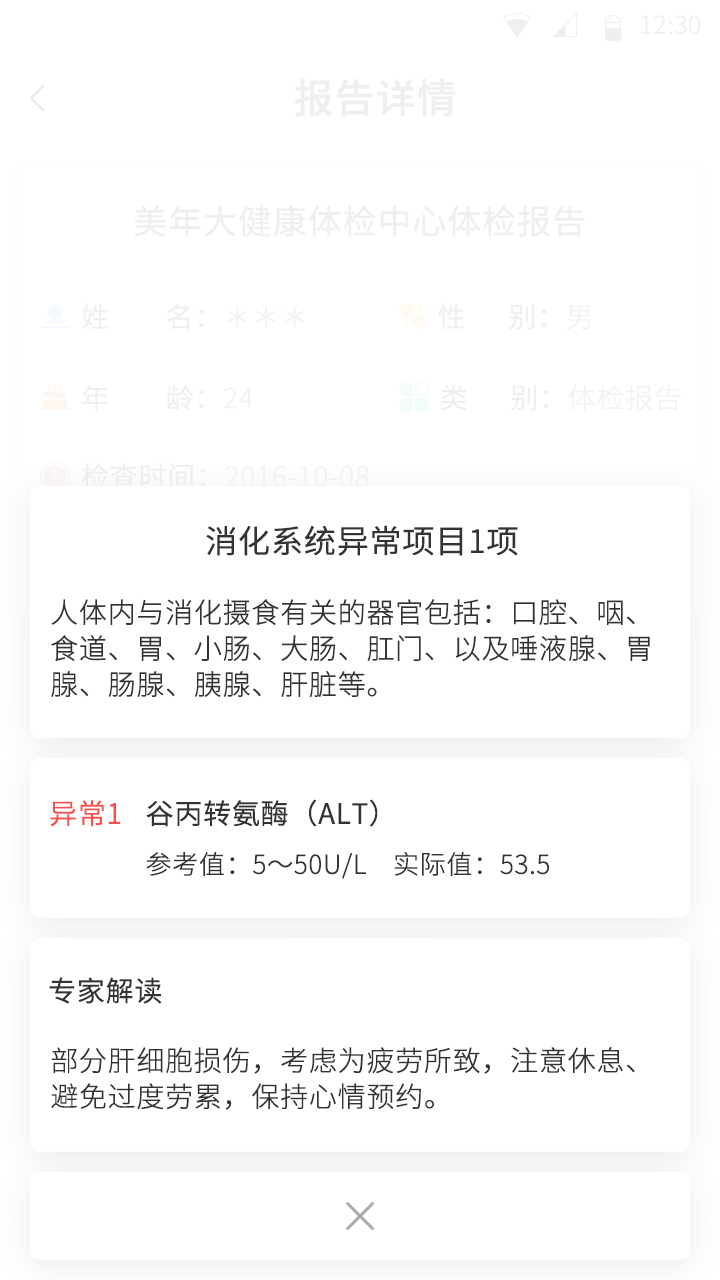 12:30
报告详情
美年大健康体检中心体检报告
姓 名：＊＊＊ 性 别：男
年 龄：24 类 别：体检报告
检查时间：2016-10-08
消化系统异常项目1项
人体内与消化摄食有关的器官包括：口腔、咽、
食道、胃、小肠、大肠、肛门、以及唾液腺、胃
腺、肠腺、胰腺、肝脏等。
异常1 谷丙转氨酶（ALT）
参考值：5～50U/L 实际值：53.5
专家解读
部分肝细胞损伤，考虑为疲劳所致，注意休息、
避免过度劳累，保持心情预约。